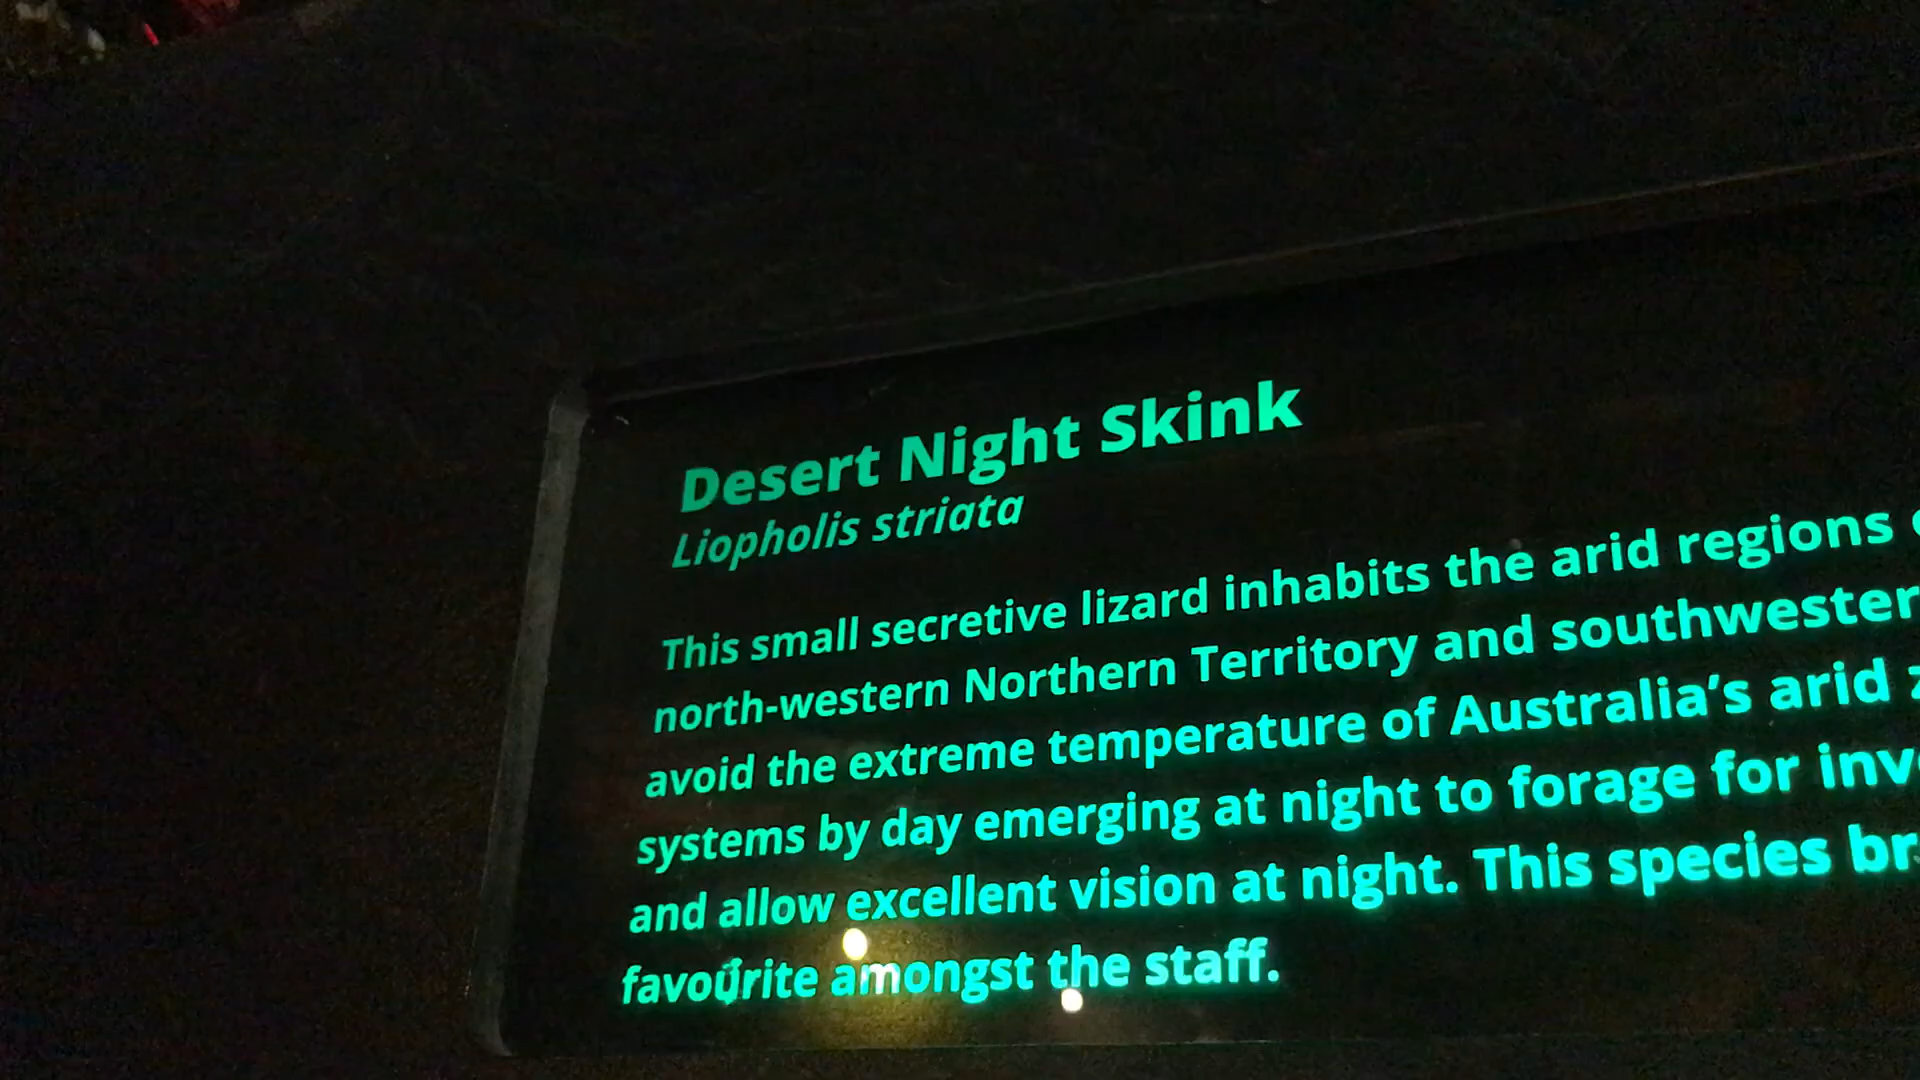 Desert Night Skink
Liopholis striata
This small secretive lizard inhabits the arid regions
north-western Northern Territory and
avoid the extreme temperature of Australia’s arid
systems by day emerging at night to forage for
and allow excellent vision at night. This species
favourite amongst the staff.